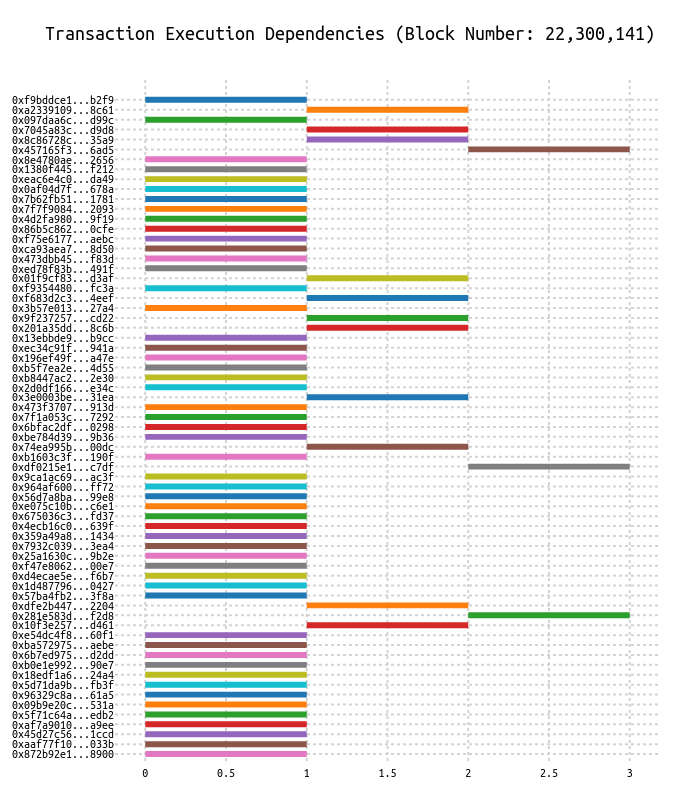 Transaction Execution Dependencies (Block Number: 22,300,141)
0xf9bddce1...b2f9
0xa2339109...8c61
0x097daa6c...d99c
0x7045a83c...d9d8
0x8c86728c...35a9
0x457165f3...6ad5
0x8e4780ae...2656
0x1380f445...f212
0xeac6e4c0...da49
0x0af04d7f...678a
0x7b62fb51...1781
0x7f7f9084...2093
0x4d2fa980...9f19
0x86b5c862...0cfe
0xf75e6177...aebc
0xca93aea7...8d50
0x473dbb45...f83d
0xed78f83b...491f
0x01f9cf83...d3af
0xf9354480...fc3a
0xf683d2c3...4eef
0x3b57e013...27a4
0x9f237257...cd22
0x201a35dd...8c6b
0x13ebbde9...b9cc
0xec34c91f...941a
0x196ef49f...a47e
0xb5f7ea2e...4d55
0xb8447ac2...2e30
0x2d0df166...e34c
0x3e0003be...31ea
0x473f3707...913d
0x7f1a053c...7292
0x6bfac2df...0298
0xbe784d39...9b36
0x74ea995b...00dc
0xb1603c3f...190f
0xdf0215e1...c7df
0x9ca1ac69...ac3f
0x964af600...ff72
0x56d7a8ba...99e8
0xe075c10b...c6e1
0x675036c3...fd37
0x4ecb16c0...639f
0x359a49a8...1434
0x7932c039...3ea4
0x25a1630c...9b2e
0xf47e8062...00e7
0xd4ecae5e...f6b7
0x1d487796...0427
0x57ba4fb2...3f8a
0xdfe2b447...2204
0x281e583d...f2d8
0x10f3e257...d461
0xe54dc4f8...60f1
0xba572975...aebe
0x6b7ed975...d2dd
0xb0e1e992...90e7
0x18edf1a6...24a4
0x5d71da9b...fb3f
0x96329c8a...61a5
0x09b9e20c...531a
0x5f71c64a...edb2
0xaf7a9010...a9ee
0x45d27c56...1ccd
0xaaf77f10...033b
0x872b92e1...8900
0 0.5 1 1.5 2 2.5 3